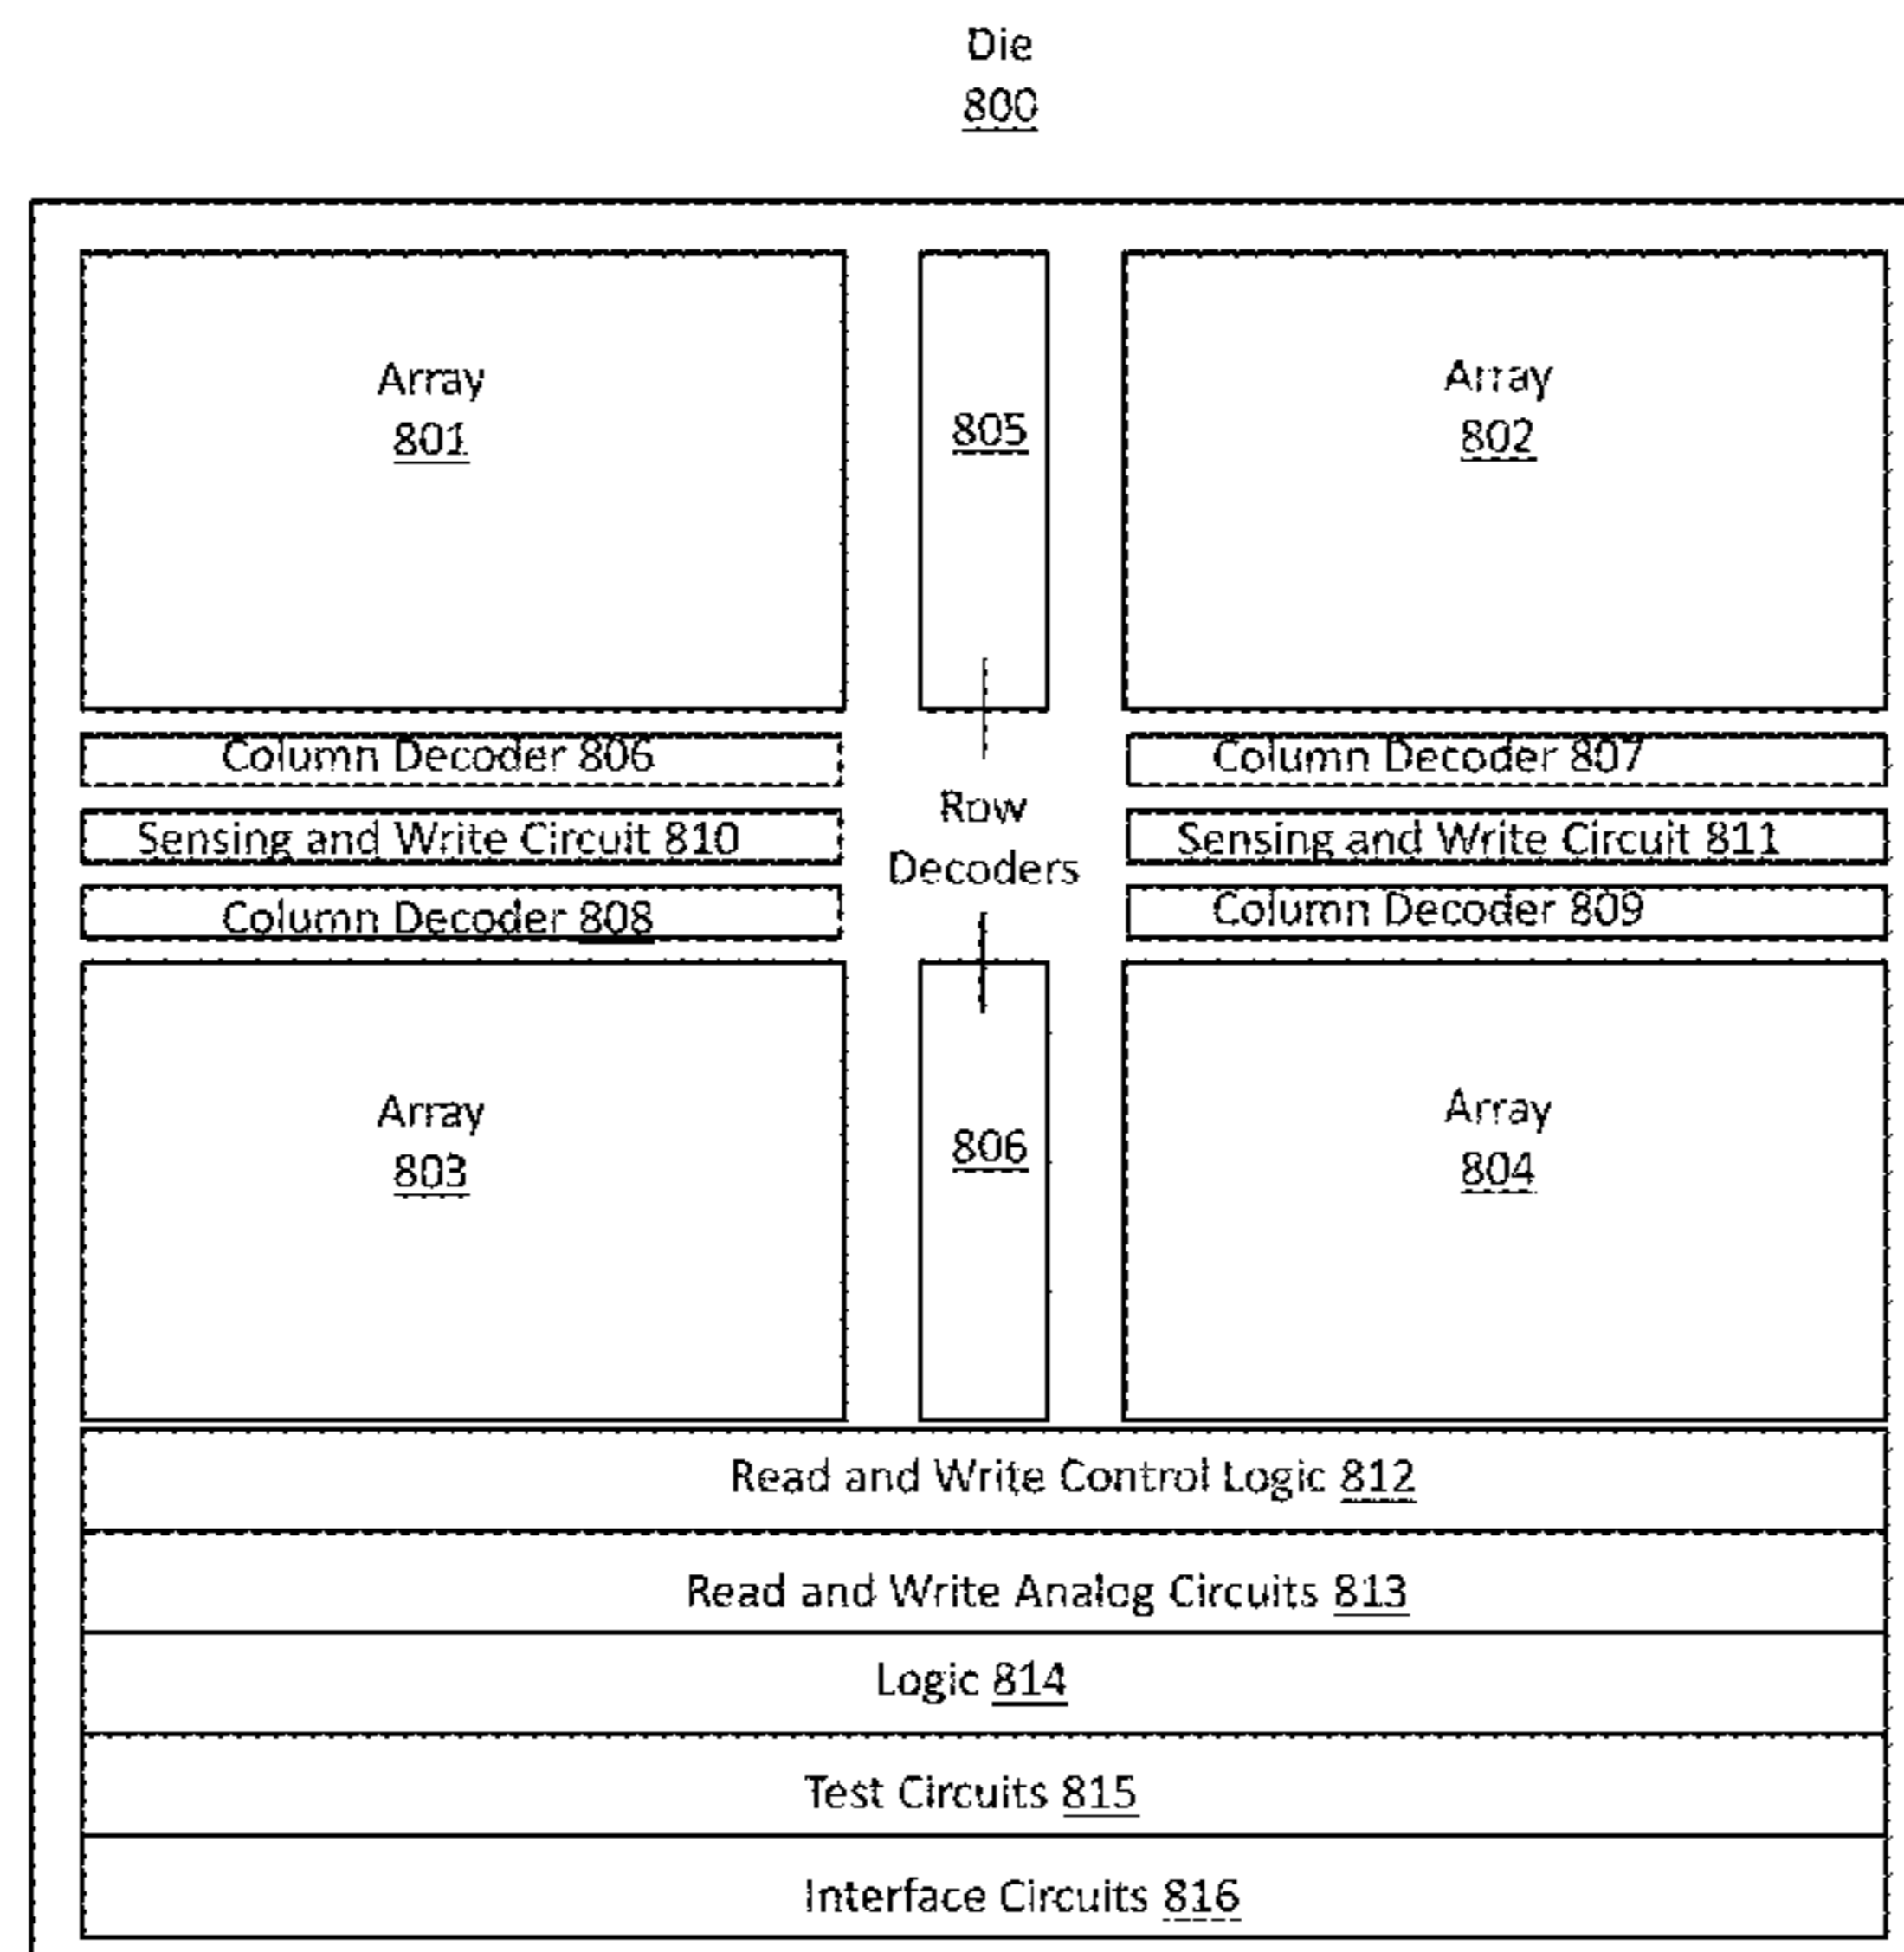 Die
800
Array
801
805
Array
802
Column Decoder 806
Column Decoder 807
Row
Decoders
Sensing and Write Circuit 810
Sensing and Write Circuit 811
Column Decoder 808
Column Decoder 809
Array
803
806
Array
804
Read and Write Control Logic 812
Read and Write Analog Circuits 813
Logic 814
Test Circuits 815
Interface Circuits 816